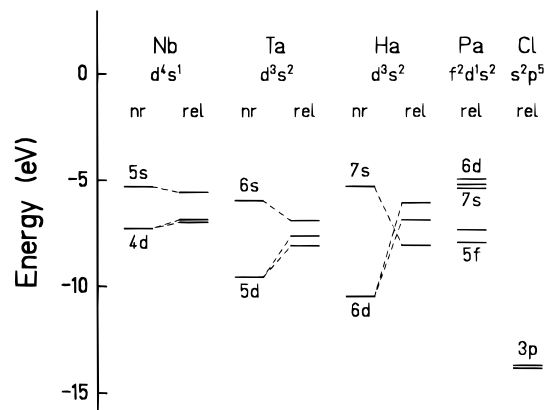 Nb Ta Ha Pa Cl
d⁴s¹ d³s² d³s² f²d¹s² s²p⁵
nr rel nr rel nr rel rel rel
Energy (eV)
0
-5
-10
-15
5s
4d
6s
5d
7s
6d
6d
7s
5f
3p